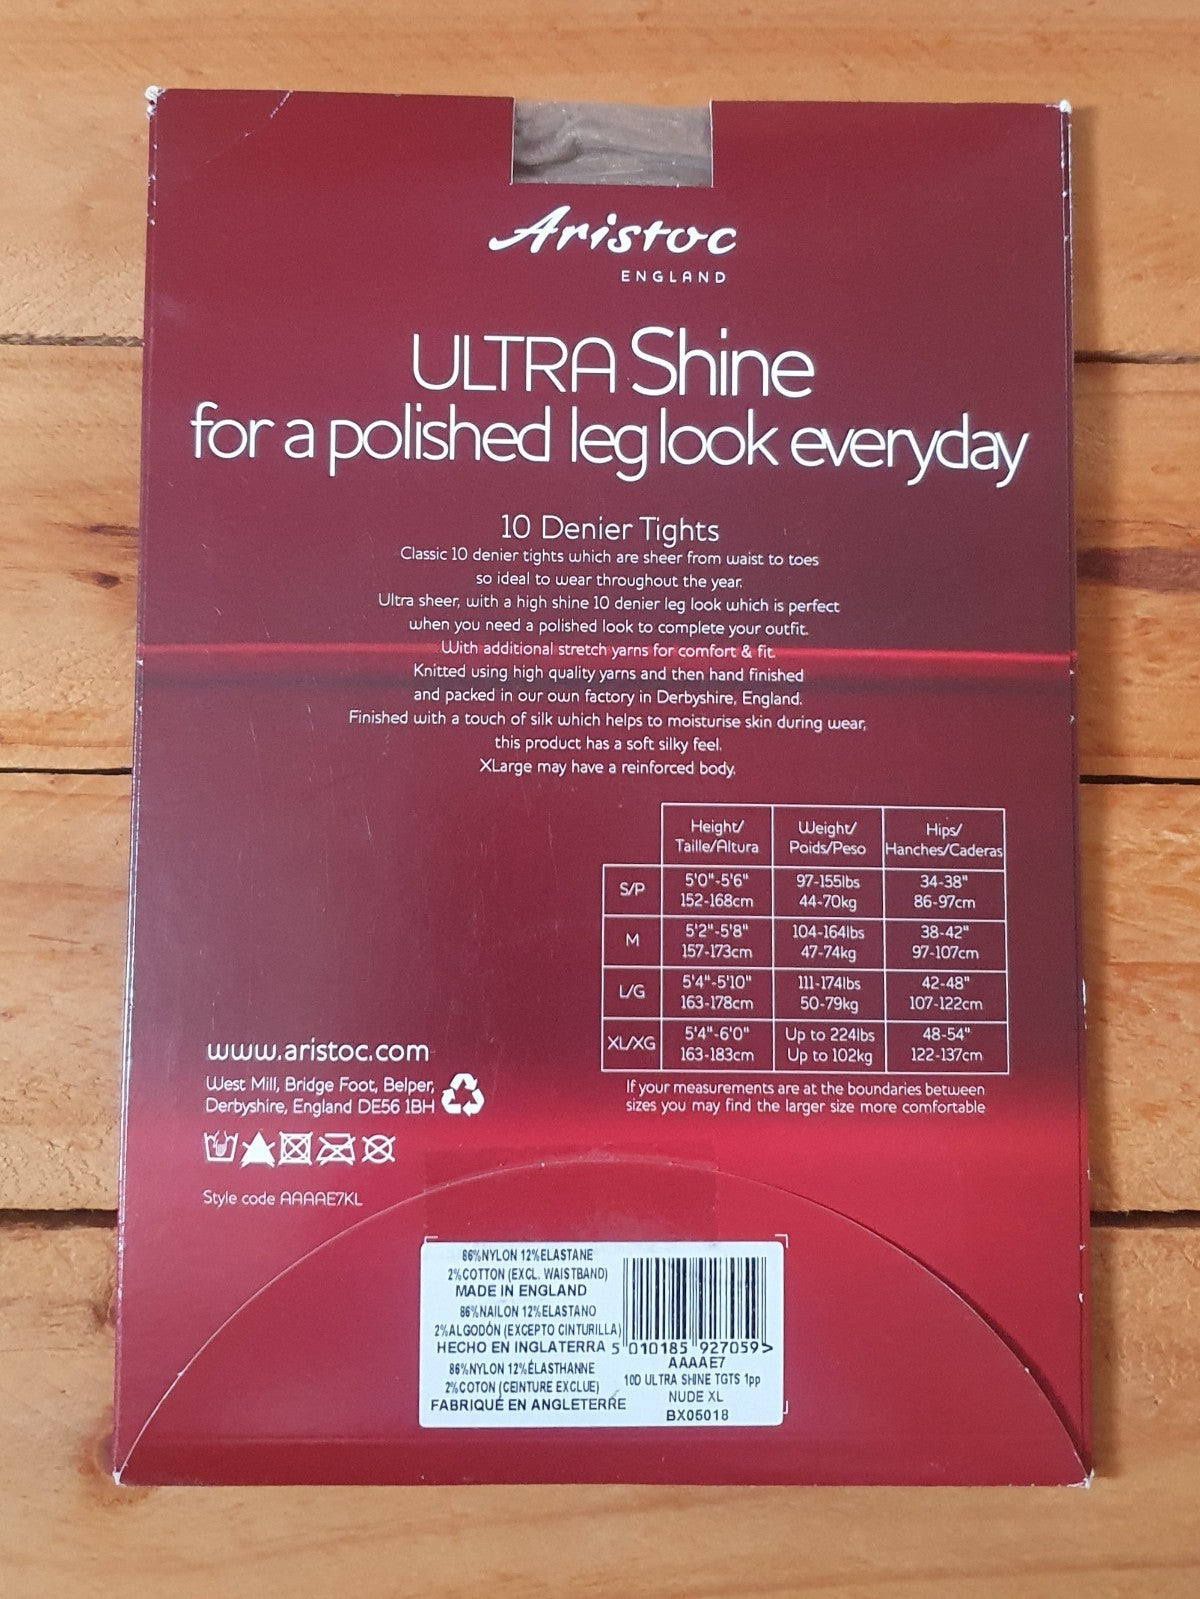 Aristoc
ENGLAND
ULTRA Shine
for a polished leg look everyday
10 Denier Tights
Classic 10 denier tights which are sheer from waist to toes
so ideal to wear throughout the year.
Ultra sheer, with a high shine 10 denier leg look which is perfect
when you need a polished look to complete your outfit.
With additional stretch yarns for comfort & fit.
Knitted using high quality yarns and then hand finished
and packed in our own factory in Derbyshire, England.
Finished with a touch of silk which helps to moisturise skin during wear,
this product has a soft silky feel.
XLarge may have a reinforced body.
Height/ Weight/ Hips/
Taille/Altura Poids/Peso Hanches/Caderas
S/P 5'0"-5'6" 97-155lbs 34-38"
152-168cm 44-70kg 86-97cm
M 5'2"-5'8" 104-164lbs 38-42"
157-173cm 47-74kg 97-107cm
L/G 5'4"-5'10" 111-174lbs 42-48"
163-178cm 50-79kg 107-122cm
XL/XG 5'4"-6'0" Up to 224lbs 48-54"
163-183cm Up to 102kg 122-137cm
If your measurements are at the boundaries between
sizes you may find the larger size more comfortable
www.aristoc.com
West Mill, Bridge Foot, Belper,
Derbyshire, England DE56 1BH
Style code AAAAE7KL
86%NYLON 12%ELASTANE
2%COTTON (EXCL. WAISTBAND)
MADE IN ENGLAND
86%NAILON 12%ELASTANO
2%ALGODÓN (EXCEPTO CINTURILLA)
HECHO EN INGLATERRA
86%NYLON 12%ÉLASTHANNE
2%COTON (CEINTURE EXCLUE)
FABRIQUÉ EN ANGLETERRE
5 010185 927059>
AAAAE7
10D ULTRA SHINE TGTS 1pp
NUDE XL
BX05018